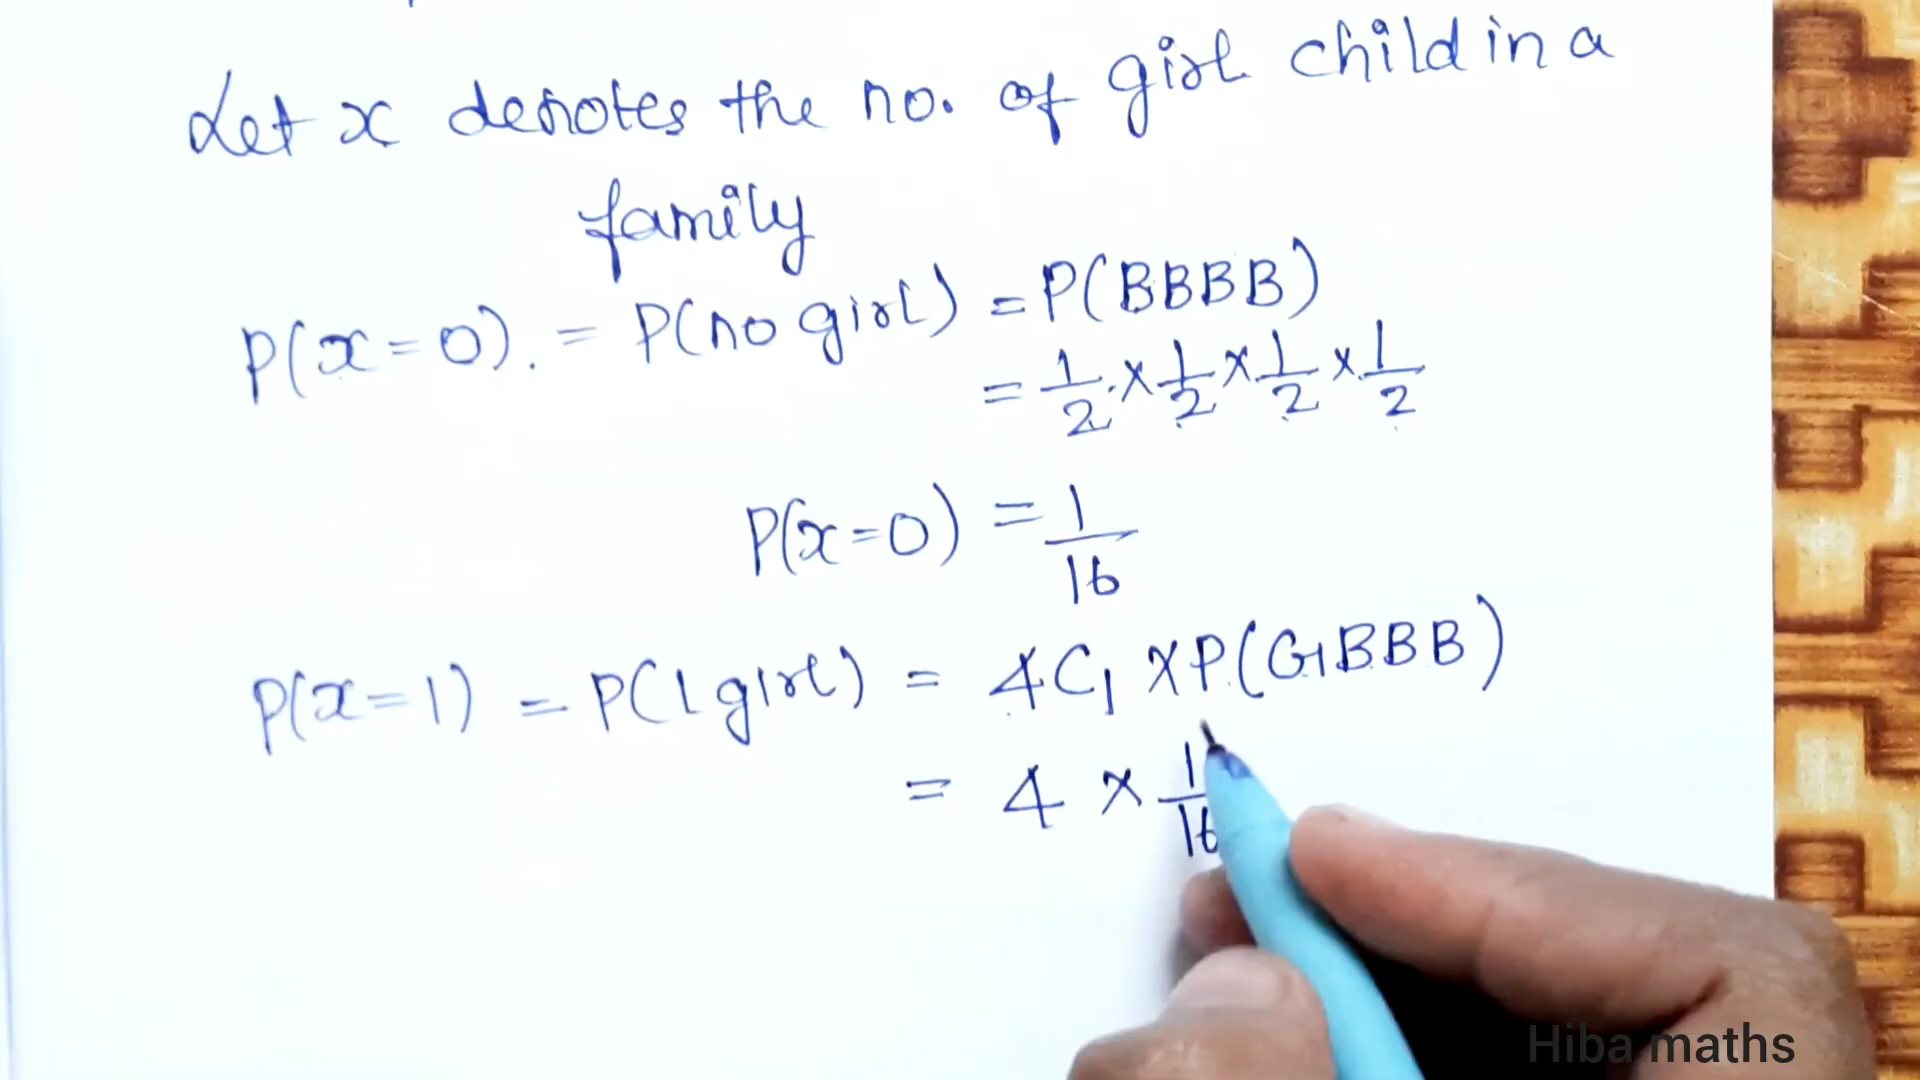 Let x denotes the no. of girl child in a
family
P(x=0). = P(no girl) = P(BBBB)
= 1/2 × 1/2 × 1/2 × 1/2
P(x=0) = 1/16
P(x=1) = P(1 girl) = 4C1 × P(GBBB)
= 4 × 1/16
Hiba maths